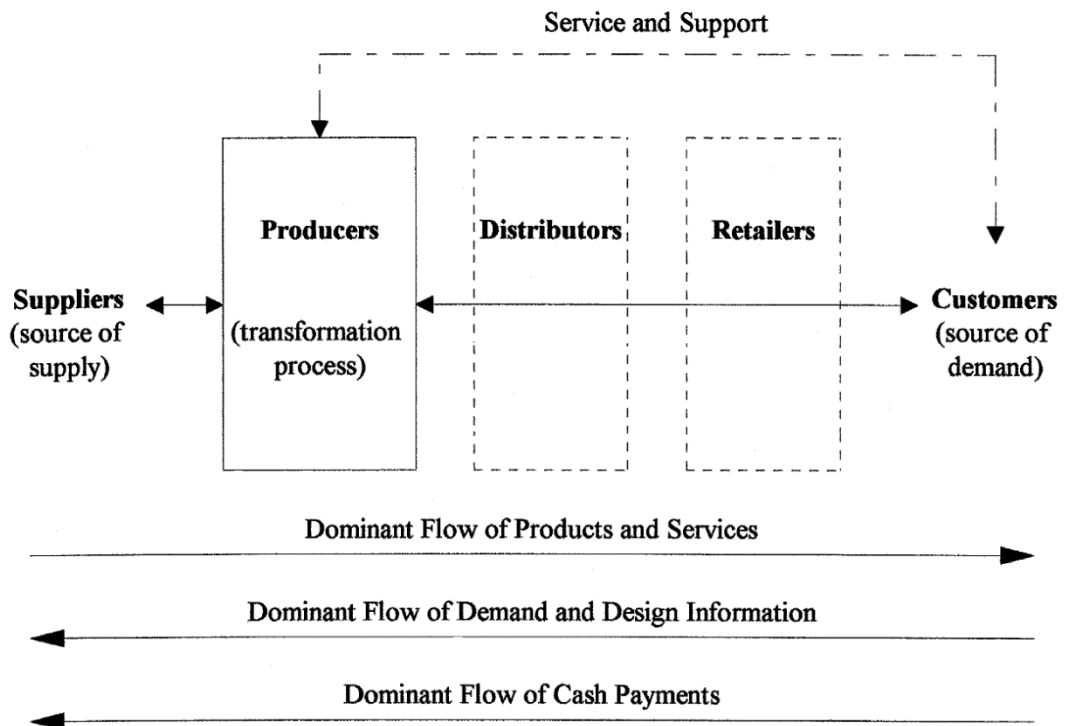 Service and Support
Producers
(transformation
process)
Distributors
Retailers
Suppliers
(source of
supply)
Customers
(source of
demand)
Dominant Flow of Products and Services
Dominant Flow of Demand and Design Information
Dominant Flow of Cash Payments